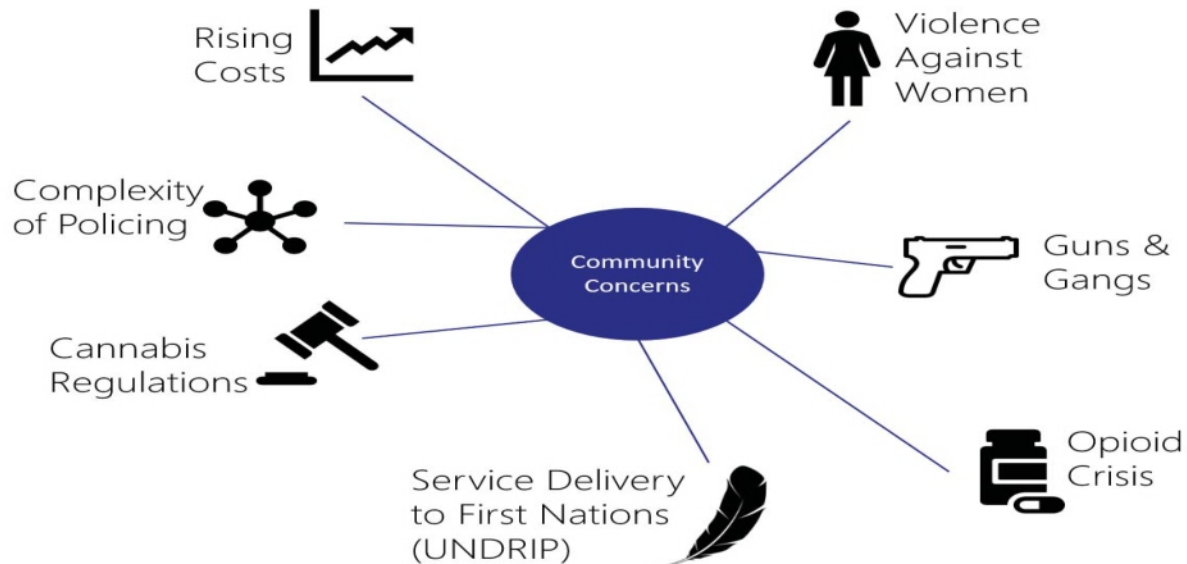 Rising
Costs
Violence
Against
Women
Complexity
of Policing
Community
Concerns
Guns &
Gangs
Cannabis
Regulations
Service Delivery
to First Nations
(UNDRIP)
Opioid
Crisis